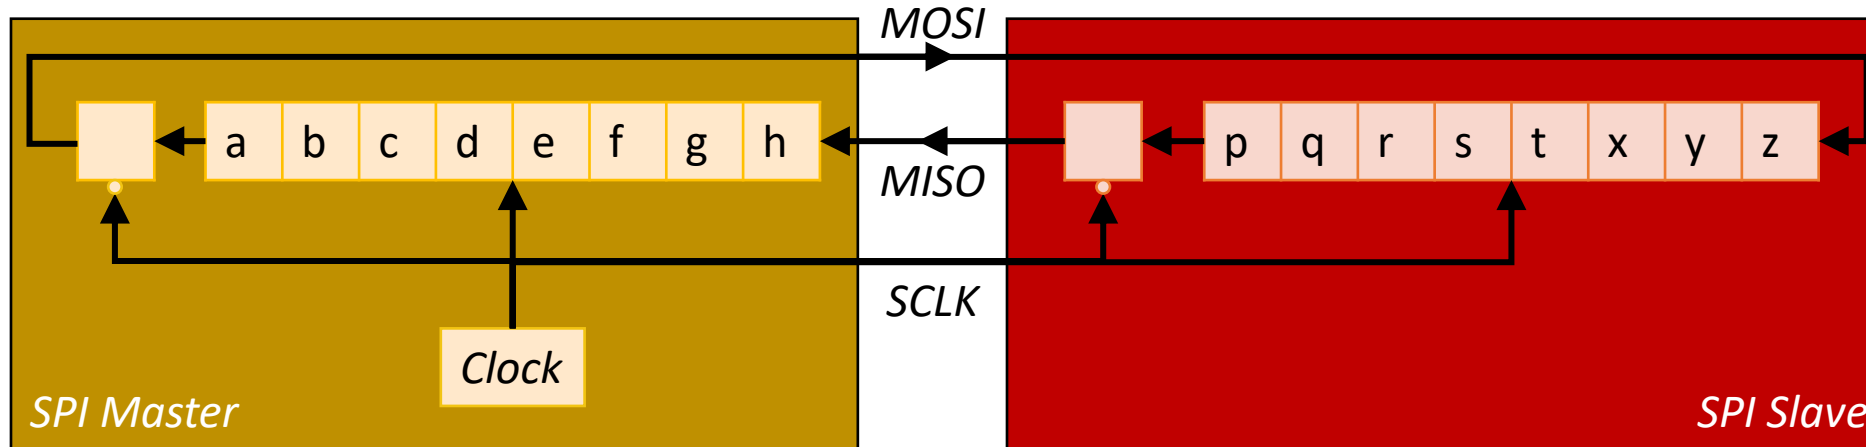 MOSI
a b c d e f g h
p q r s t x y z
MISO
SCLK
Clock
SPI Master
SPI Slave